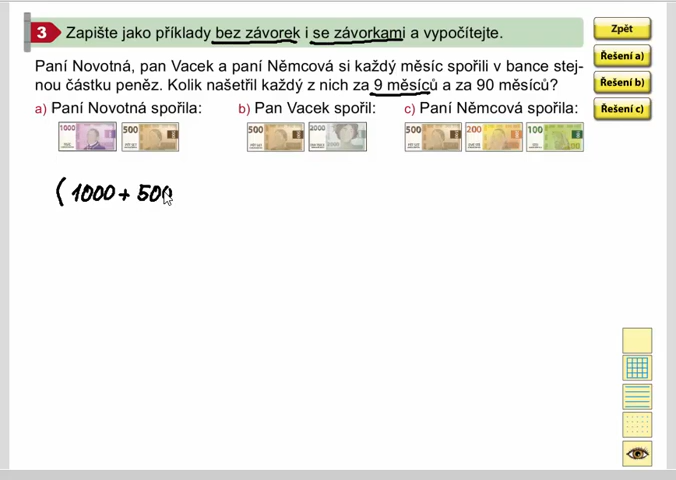 3 Zapište jako příklady bez závorek i se závorkami a vypočítejte.
Zpět
Řešení a)
Řešení b)
Řešení c)
Paní Novotná, pan Vacek a paní Němcová si každý měsíc spořili v bance stej-
nou částku peněz. Kolik našetřil každý z nich za 9 měsíců a za 90 měsíců?
a) Paní Novotná spořila: b) Pan Vacek spořil: c) Paní Němcová spořila:
1000 500 500 2000 500 200 100
(1000 + 500